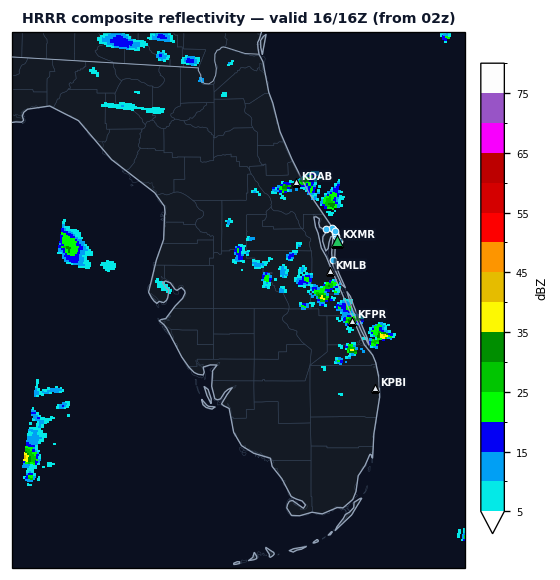 HRRR composite reflectivity — valid 16/16Z (from 02z)
KDAB
KXMR
KMLB
KFPR
KPBI
75
65
55
45
35
25
15
5
dBZ